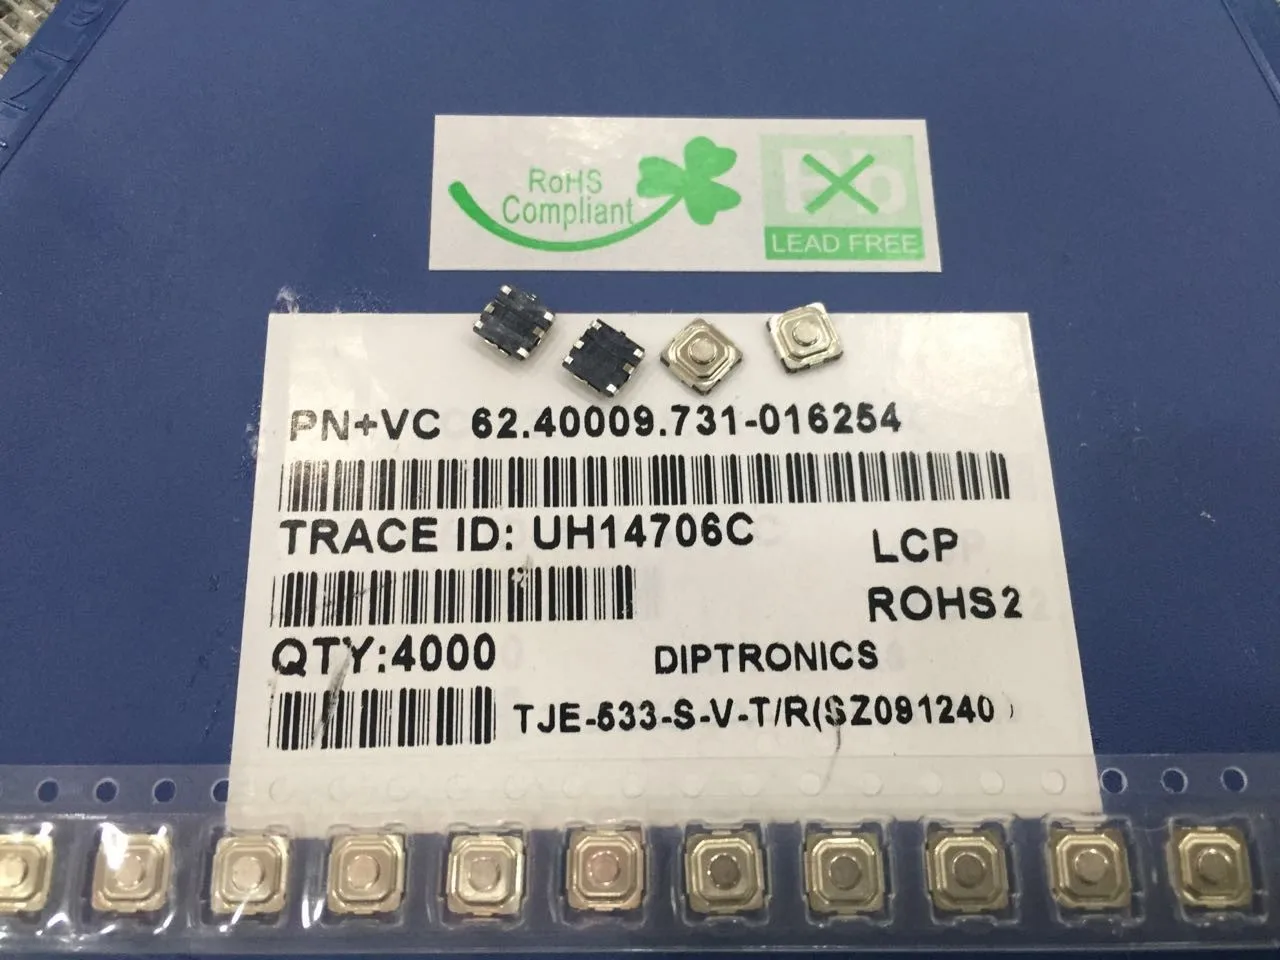 RoHS
Compliant
Pb
LEAD FREE
PN+VC 62.40009.731-016254
TRACE ID: UH14706C
LCP
ROHS2
QTY:4000
DIPTRONICS
TJE-533-S-V-T/R(SZ091240)